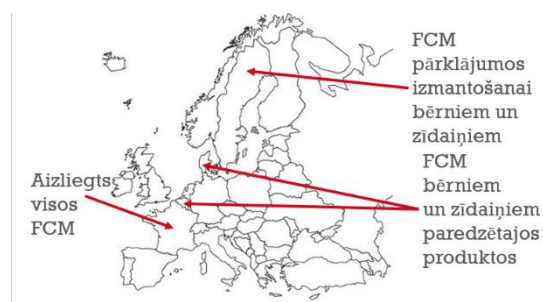 FCM
pārklājumos
izmantošanai
bērniem un
zīdaiņiem
FCM
bērniem
un zīdaiņiem
paredzētajos
produktos
Aizliegts
visos
FCM